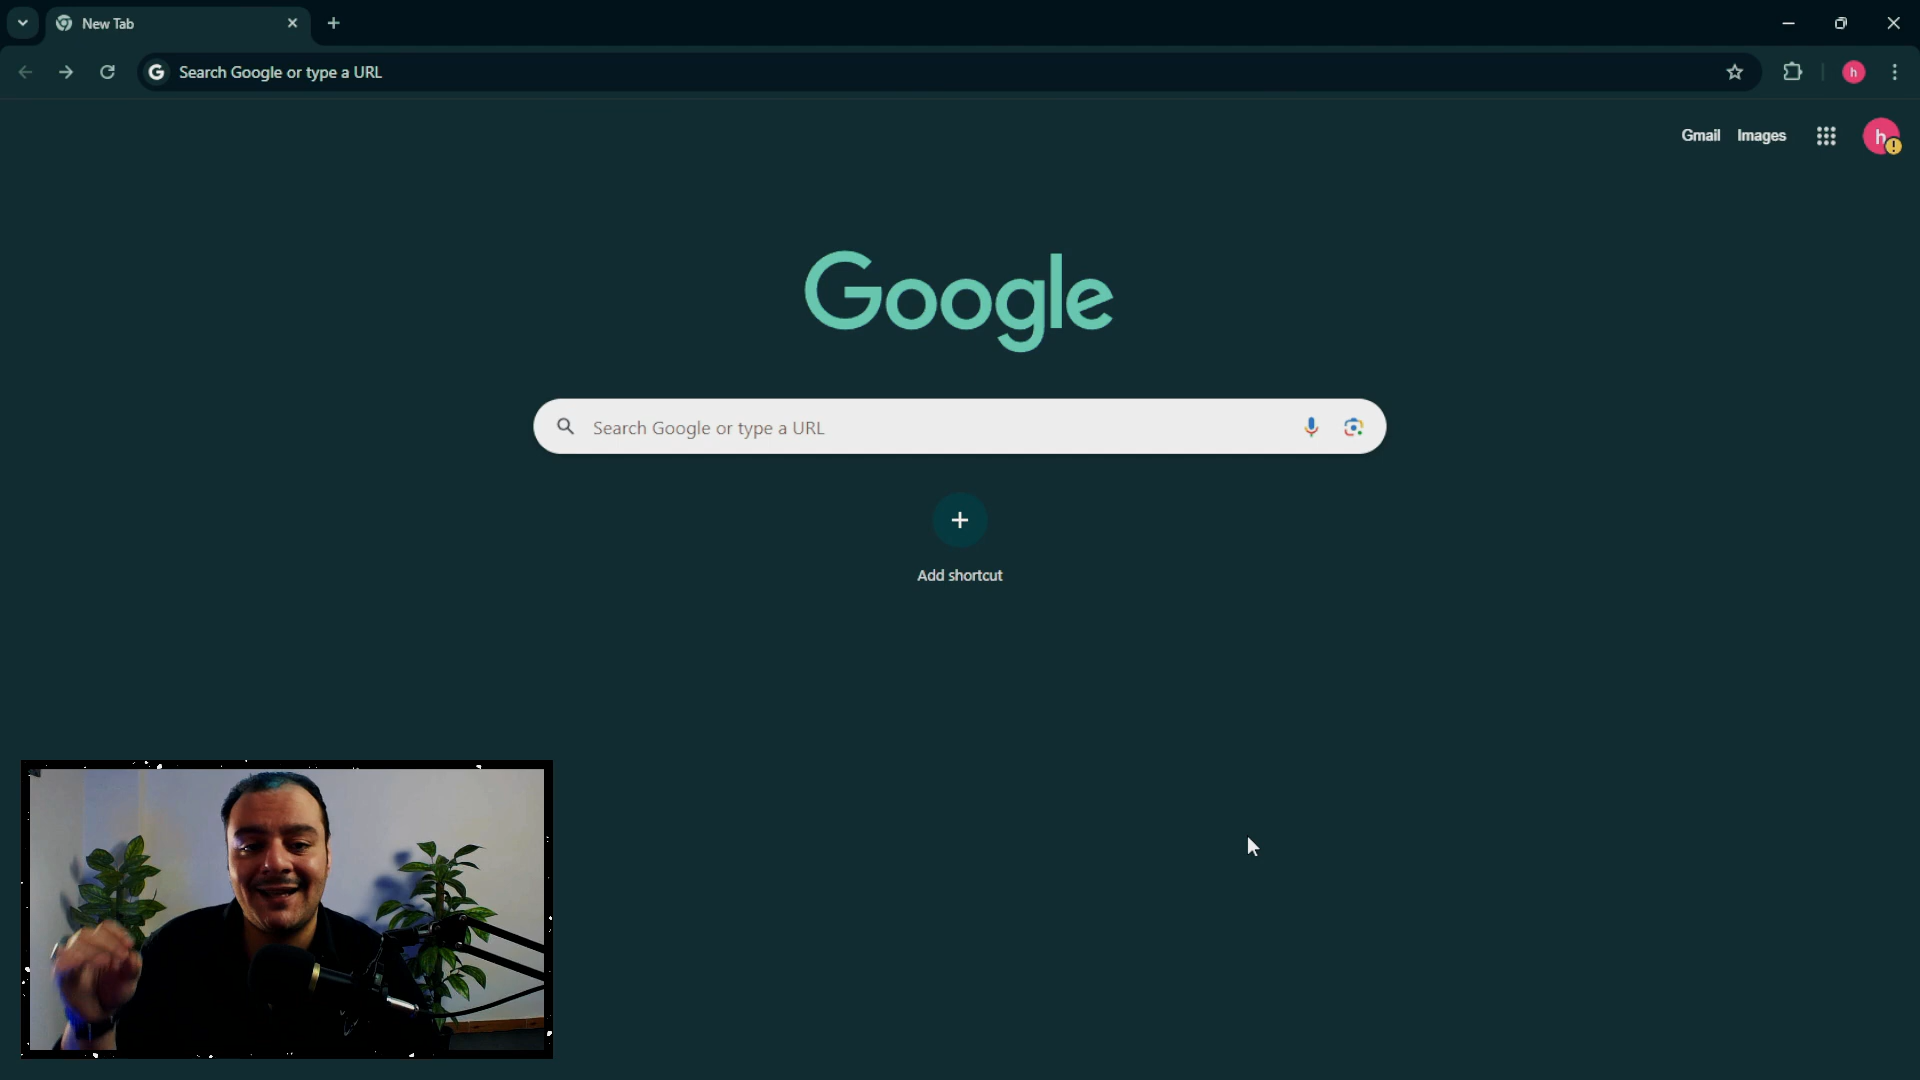 New Tab
Search Google or type a URL
h
Gmail Images
h
Google
Search Google or type a URL
Add shortcut